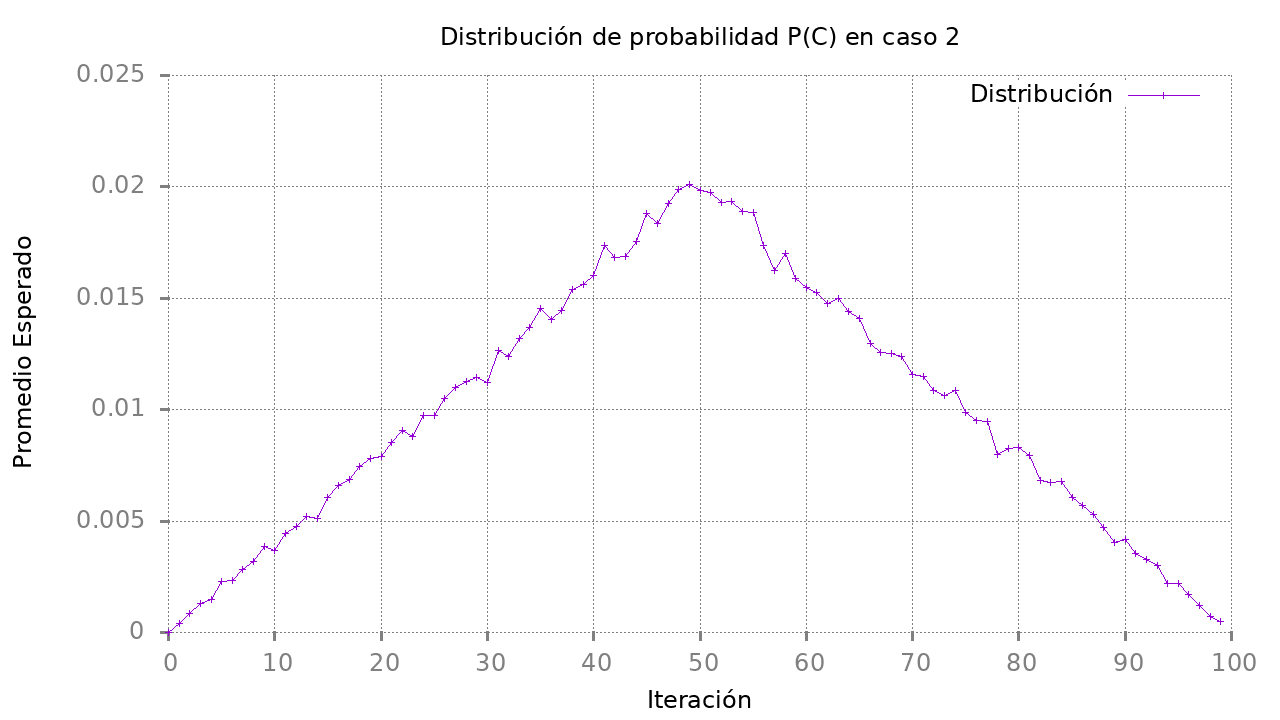 Distribución de probabilidad P(C) en caso 2
Distribución
Promedio Esperado
0.025
0.02
0.015
0.01
0.005
0
0 10 20 30 40 50 60 70 80 90 100
Iteración